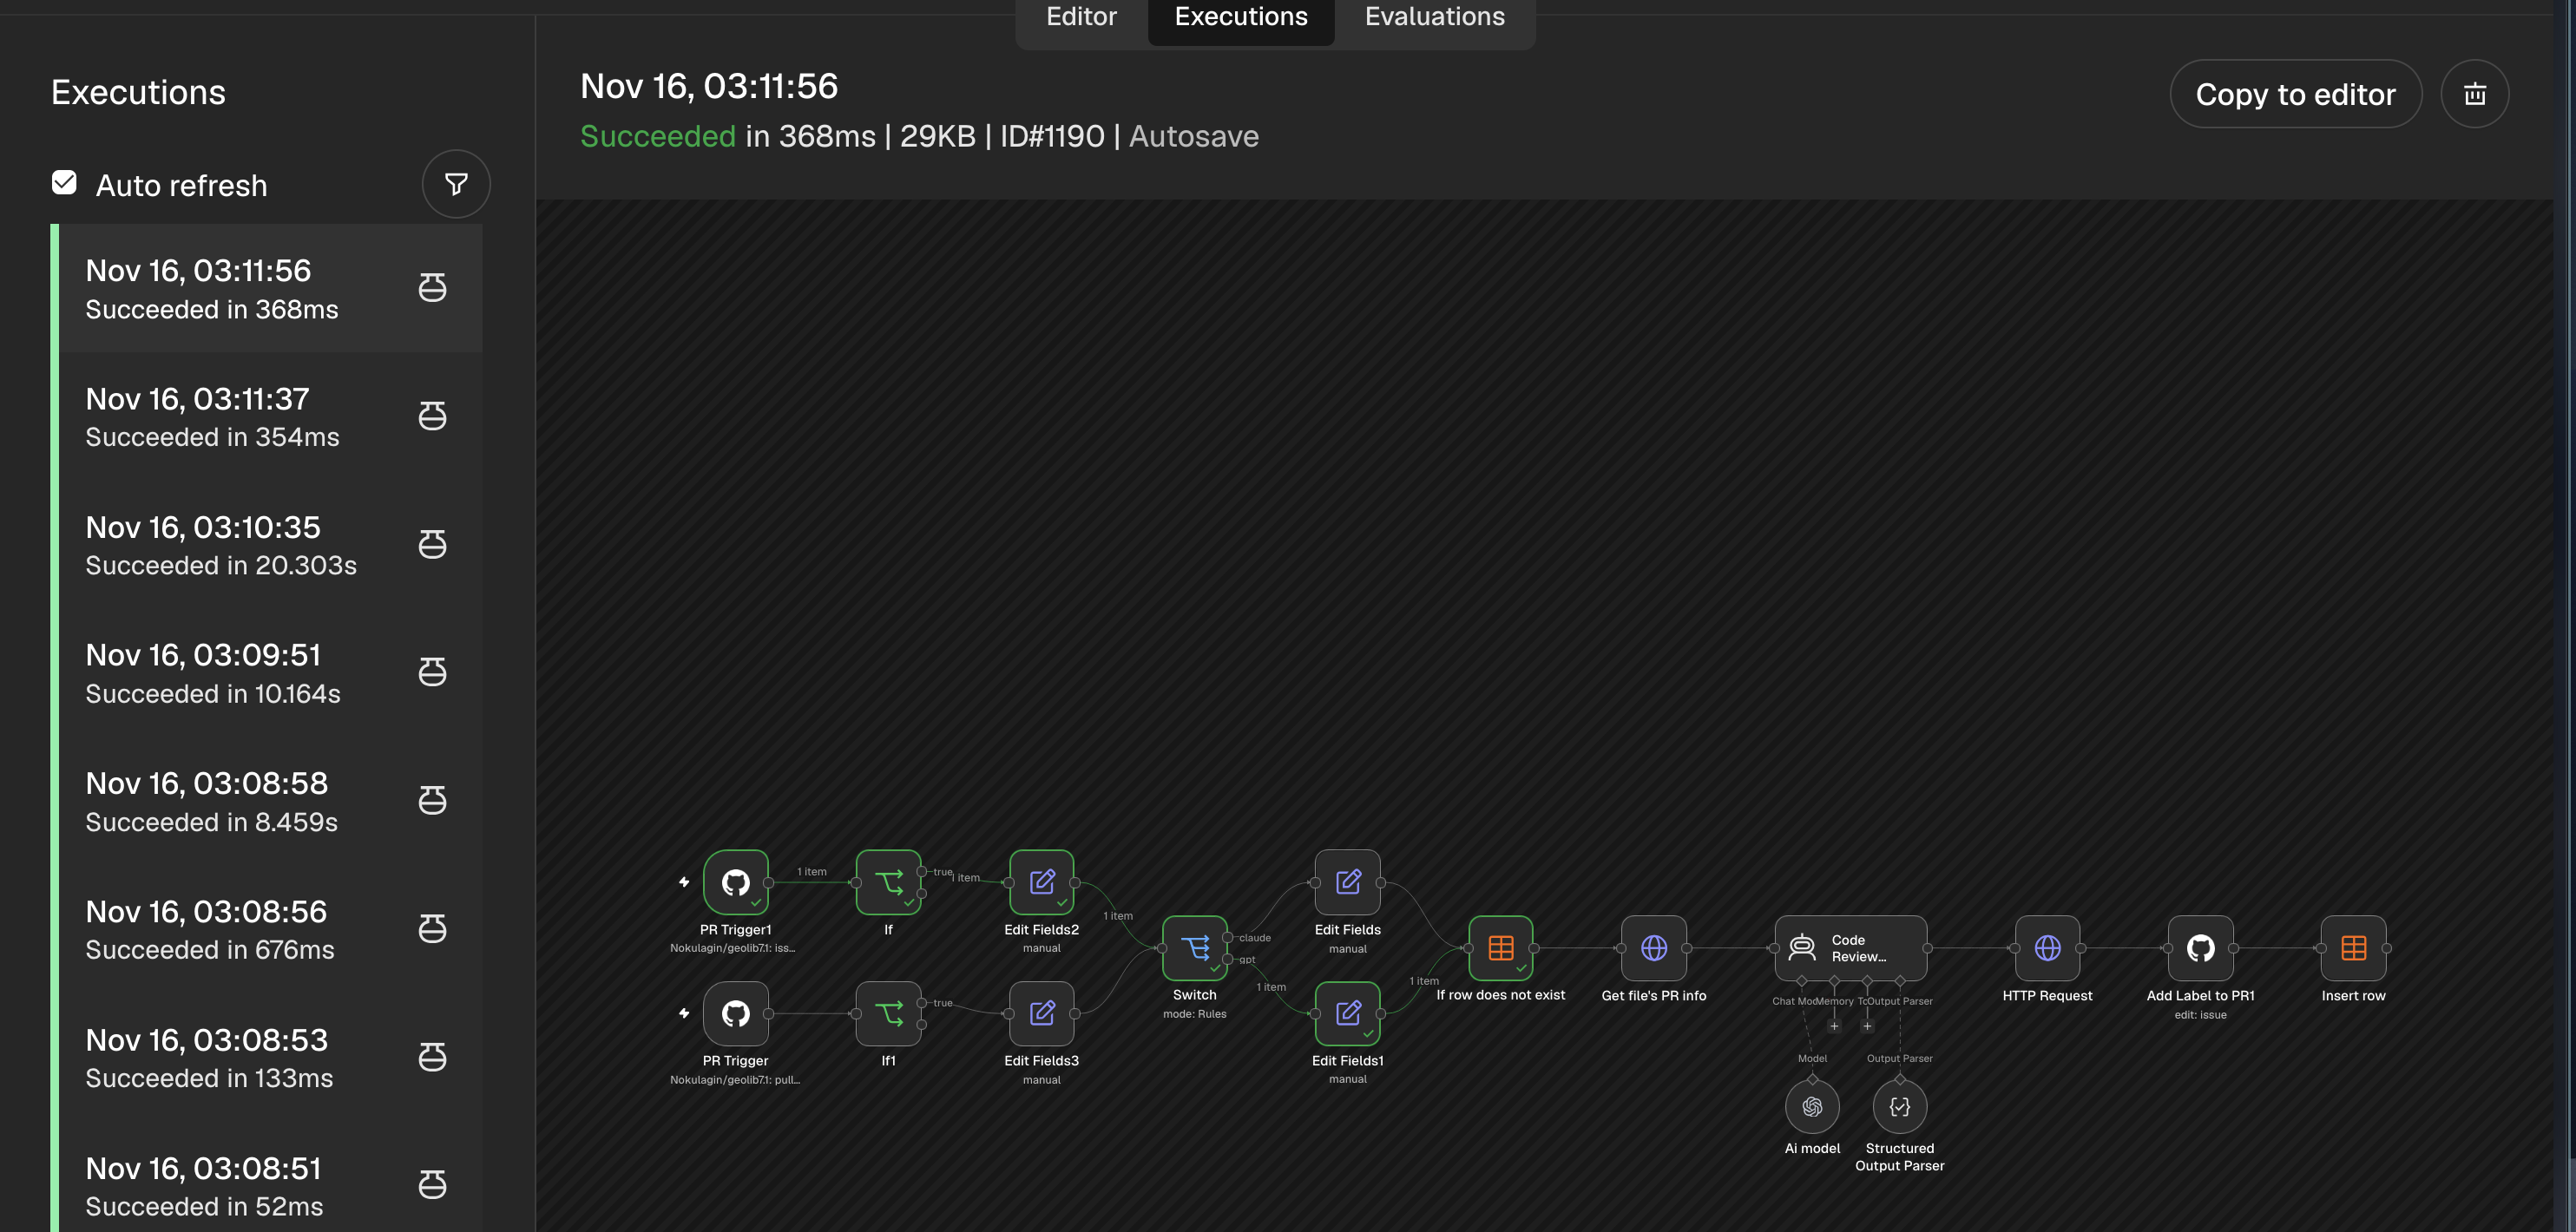 Editor Executions Evaluations
Executions
Auto refresh
Nov 16, 03:11:56
Succeeded in 368ms
Nov 16, 03:11:37
Succeeded in 354ms
Nov 16, 03:10:35
Succeeded in 20.303s
Nov 16, 03:09:51
Succeeded in 10.164s
Nov 16, 03:08:58
Succeeded in 8.459s
Nov 16, 03:08:56
Succeeded in 676ms
Nov 16, 03:08:53
Succeeded in 133ms
Nov 16, 03:08:51
Succeeded in 52ms
Nov 16, 03:11:56
Succeeded in 368ms | 29KB | ID#1190 | Autosave
Copy to editor
1 item
PR Trigger1
Nokulagin/geolib7.1: iss...
true
1 item
If
Edit Fields2
manual
1 item
PR Trigger
Nokulagin/geolib7.1: pull...
true
If1
Edit Fields3
manual
claude
gpt
Switch
mode: Rules
1 item
Edit Fields
manual
Edit Fields1
manual
1 item
If row does not exist
Get file's PR info
Code
Review...
Chat Mod Memory To Output Parser
Model
Output Parser
Ai model
Structured
Output Parser
HTTP Request
Add Label to PR1
edit: issue
Insert row